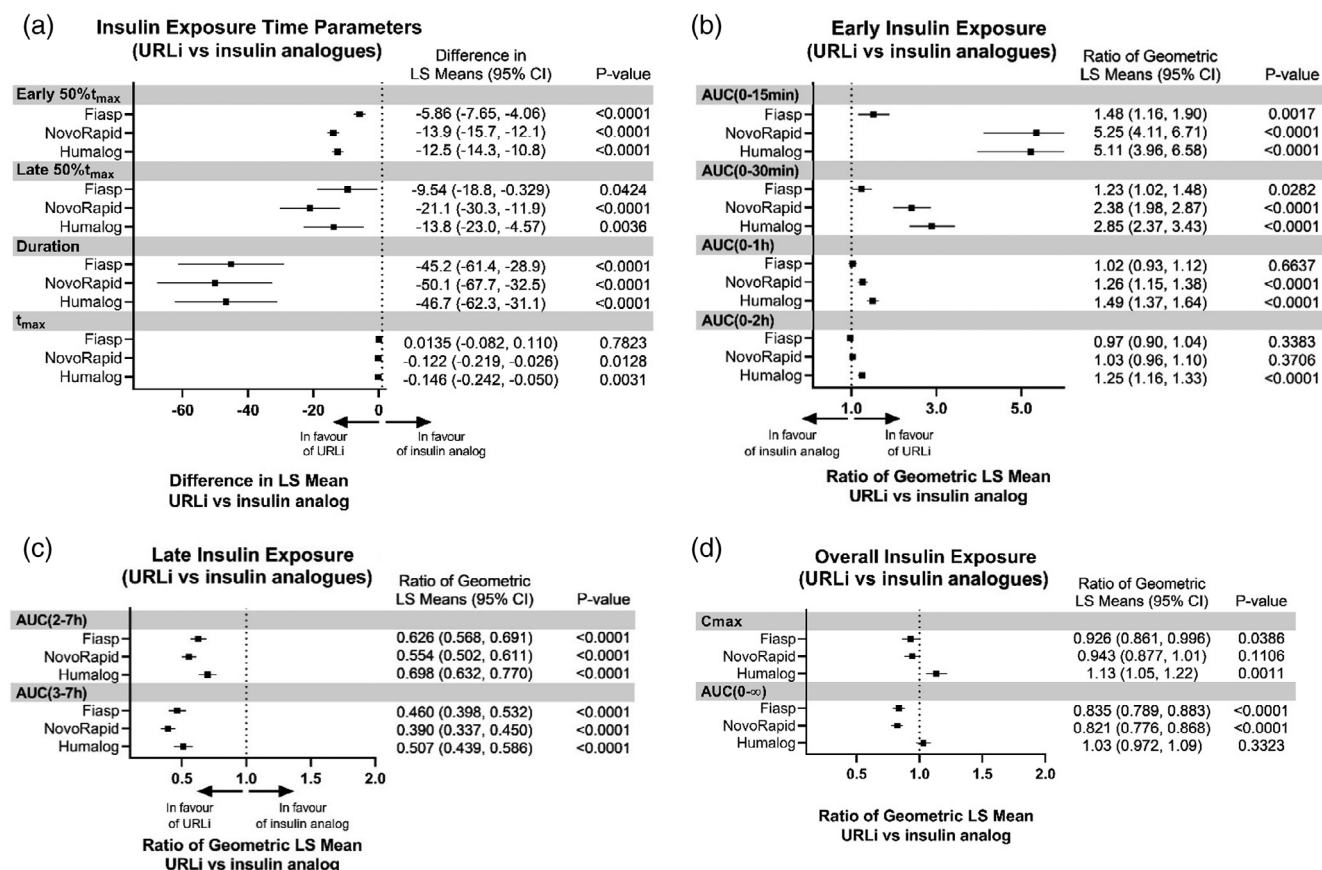 (a)
Insulin Exposure Time Parameters
(URLi vs insulin analogues)
Difference in
LS Means (95% CI) P-value
Early 50%tmax
Fiasp -5.86 (-7.65, -4.06) <0.0001
NovoRapid -13.9 (-15.7, -12.1) <0.0001
Humalog -12.5 (-14.3, -10.8) <0.0001
Late 50%tmax
Fiasp -9.54 (-18.8, -0.329) 0.0424
NovoRapid -21.1 (-30.3, -11.9) <0.0001
Humalog -13.8 (-23.0, -4.57) 0.0036
Duration
Fiasp -45.2 (-61.4, -28.9) <0.0001
NovoRapid -50.1 (-67.7, -32.5) <0.0001
Humalog -46.7 (-62.3, -31.1) <0.0001
tmax
Fiasp 0.0135 (-0.082, 0.110) 0.7823
NovoRapid -0.122 (-0.219, -0.026) 0.0128
Humalog -0.146 (-0.242, -0.050) 0.0031
-60 -40 -20 0
In favour In favour
of URLi of insulin analog
Difference in LS Mean
URLi vs insulin analog
(b)
Early Insulin Exposure
(URLi vs insulin analogues)
Ratio of Geometric
LS Means (95% CI) P-value
AUC(0-15min)
Fiasp 1.48 (1.16, 1.90) 0.0017
NovoRapid 5.25 (4.11, 6.71) <0.0001
Humalog 5.11 (3.96, 6.58) <0.0001
AUC(0-30min)
Fiasp 1.23 (1.02, 1.48) 0.0282
NovoRapid 2.38 (1.98, 2.87) <0.0001
Humalog 2.85 (2.37, 3.43) <0.0001
AUC(0-1h)
Fiasp 1.02 (0.93, 1.12) 0.6637
NovoRapid 1.26 (1.15, 1.38) <0.0001
Humalog 1.49 (1.37, 1.64) <0.0001
AUC(0-2h)
Fiasp 0.97 (0.90, 1.04) 0.3383
NovoRapid 1.03 (0.96, 1.10) 0.3706
Humalog 1.25 (1.16, 1.33) <0.0001
1.0 3.0 5.0
In favour In favour
of insulin analog of URLi
Ratio of Geometric LS Mean
URLi vs insulin analog
(c)
Late Insulin Exposure
(URLi vs insulin analogues)
Ratio of Geometric
LS Means (95% CI) P-value
AUC(2-7h)
Fiasp 0.626 (0.568, 0.691) <0.0001
NovoRapid 0.554 (0.502, 0.611) <0.0001
Humalog 0.698 (0.632, 0.770) <0.0001
AUC(3-7h)
Fiasp 0.460 (0.398, 0.532) <0.0001
NovoRapid 0.390 (0.337, 0.450) <0.0001
Humalog 0.507 (0.439, 0.586) <0.0001
0.5 1.0 1.5 2.0
In favour In favour
of URLi of insulin analog
Ratio of Geometric LS Mean
URLi vs insulin analog
(d)
Overall Insulin Exposure
(URLi vs insulin analogues)
Ratio of Geometric
LS Means (95% CI) P-value
Cmax
Fiasp 0.926 (0.861, 0.996) 0.0386
NovoRapid 0.943 (0.877, 1.01) 0.1106
Humalog 1.13 (1.05, 1.22) 0.0011
AUC(0-∞)
Fiasp 0.835 (0.789, 0.883) <0.0001
NovoRapid 0.821 (0.776, 0.868) <0.0001
Humalog 1.03 (0.972, 1.09) 0.3323
0.5 1.0 1.5 2.0
Ratio of Geometric LS Mean
URLi vs insulin analog